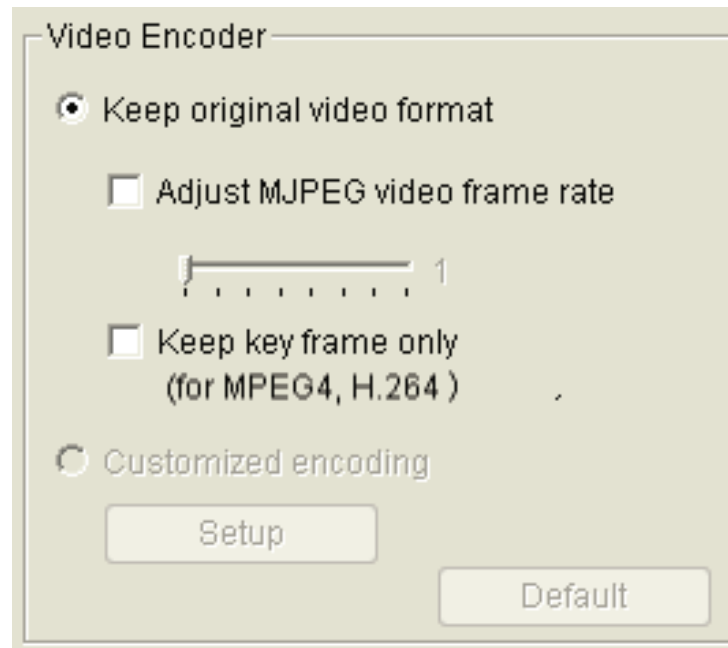 Video Encoder
Keep original video format
Adjust MJPEG video frame rate
1
Keep key frame only
(for MPEG4, H.264 )
Customized encoding
Setup
Default